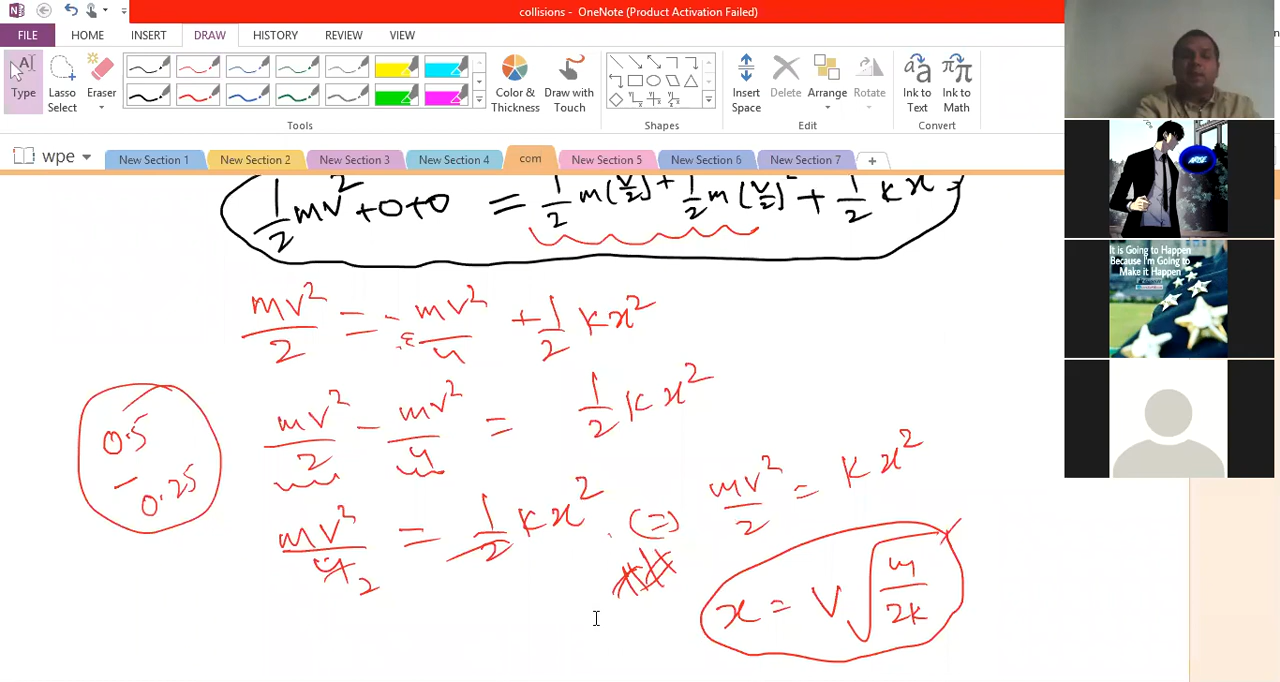 collisions - OneNote (Product Activation Failed)
FILE HOME INSERT DRAW HISTORY REVIEW VIEW
Type Lasso Select Eraser Color & Thickness Draw with Touch Insert Space Delete Arrange Rotate Ink to Text Ink to Math
Tools Shapes Edit Convert
wpe New Section 1 New Section 2 New Section 3 New Section 4 com New Section 5 New Section 6 New Section 7
1/2 mv² + 0 + 0 = 1/2 m(v/2) + 1/2 m(v/2)² + 1/2 kx
mv²/2 = mv²/4 + 1/2 kx²
mv²/2 - mv²/4 = 1/2 kx²
0.5 - 0.25
mv²/4 2 = 1/2 kx² (=) mv²/2 = kx²
x = v√(m/2k)
ARISE
It is Going to Happen
Because I'm Going to
Make it Happen